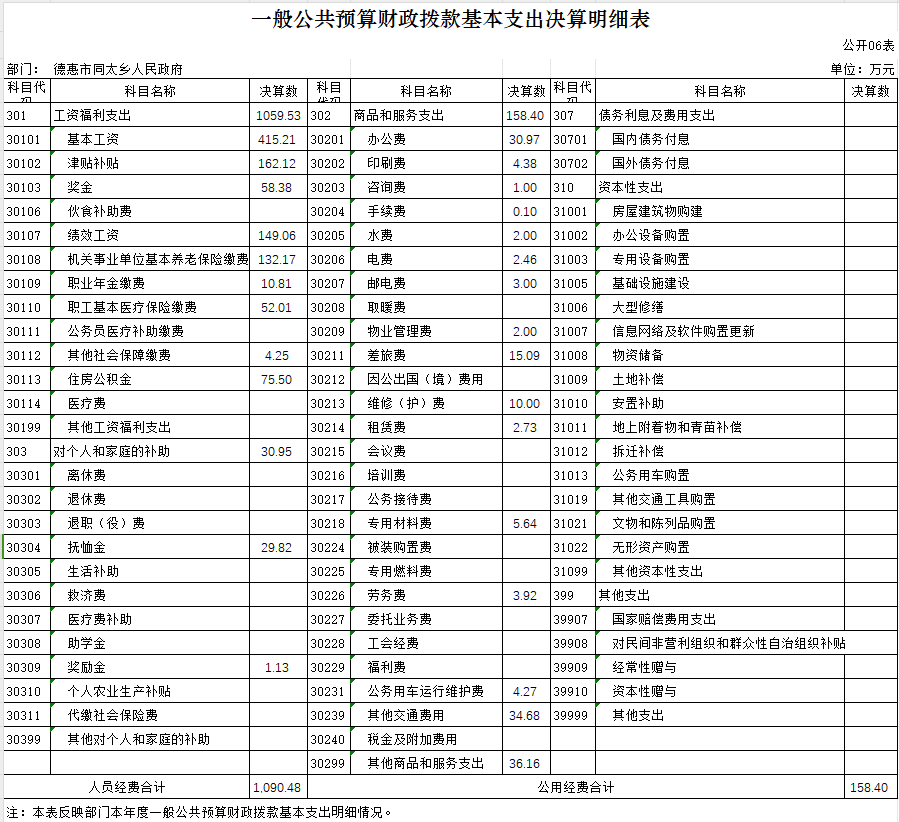 一般公共预算财政拨款基本支出决算明细表
公开06表
部门： 德惠市同太乡人民政府 单位：万元
科目代码 科目名称 决算数 科目代码 科目名称 决算数 科目代码 科目名称 决算数
301 工资福利支出 1059.53 302 商品和服务支出 158.40 307 债务利息及费用支出
30101 基本工资 415.21 30201 办公费 30.97 30701 国内债务付息
30102 津贴补贴 162.12 30202 印刷费 4.38 30702 国外债务付息
30103 奖金 58.38 30203 咨询费 1.00 310 资本性支出
30106 伙食补助费 30204 手续费 0.10 31001 房屋建筑物购建
30107 绩效工资 149.06 30205 水费 2.00 31002 办公设备购置
30108 机关事业单位基本养老保险缴费 132.17 30206 电费 2.46 31003 专用设备购置
30109 职业年金缴费 10.81 30207 邮电费 3.00 31005 基础设施建设
30110 职工基本医疗保险缴费 52.01 30208 取暖费 31006 大型修缮
30111 公务员医疗补助缴费 30209 物业管理费 2.00 31007 信息网络及软件购置更新
30112 其他社会保障缴费 4.25 30211 差旅费 15.09 31008 物资储备
30113 住房公积金 75.50 30212 因公出国（境）费用 31009 土地补偿
30114 医疗费 30213 维修（护）费 10.00 31010 安置补助
30199 其他工资福利支出 30214 租赁费 2.73 31011 地上附着物和青苗补偿
303 对个人和家庭的补助 30.95 30215 会议费 31012 拆迁补偿
30301 离休费 30216 培训费 31013 公务用车购置
30302 退休费 30217 公务接待费 31019 其他交通工具购置
30303 退职（役）费 30218 专用材料费 5.64 31021 文物和陈列品购置
30304 抚恤金 29.82 30224 被装购置费 31022 无形资产购置
30305 生活补助 30225 专用燃料费 31099 其他资本性支出
30306 救济费 30226 劳务费 3.92 399 其他支出
30307 医疗费补助 30227 委托业务费 39907 国家赔偿费用支出
30308 助学金 30228 工会经费 39908 对民间非营利组织和群众性自治组织补贴
30309 奖励金 1.13 30229 福利费 39909 经常性赠与
30310 个人农业生产补贴 30231 公务用车运行维护费 4.27 39910 资本性赠与
30311 代缴社会保险费 30239 其他交通费用 34.68 39999 其他支出
30399 其他对个人和家庭的补助 30240 税金及附加费用
30299 其他商品和服务支出 36.16
人员经费合计 1,090.48 公用经费合计 158.40
注：本表反映部门本年度一般公共预算财政拨款基本支出明细情况。